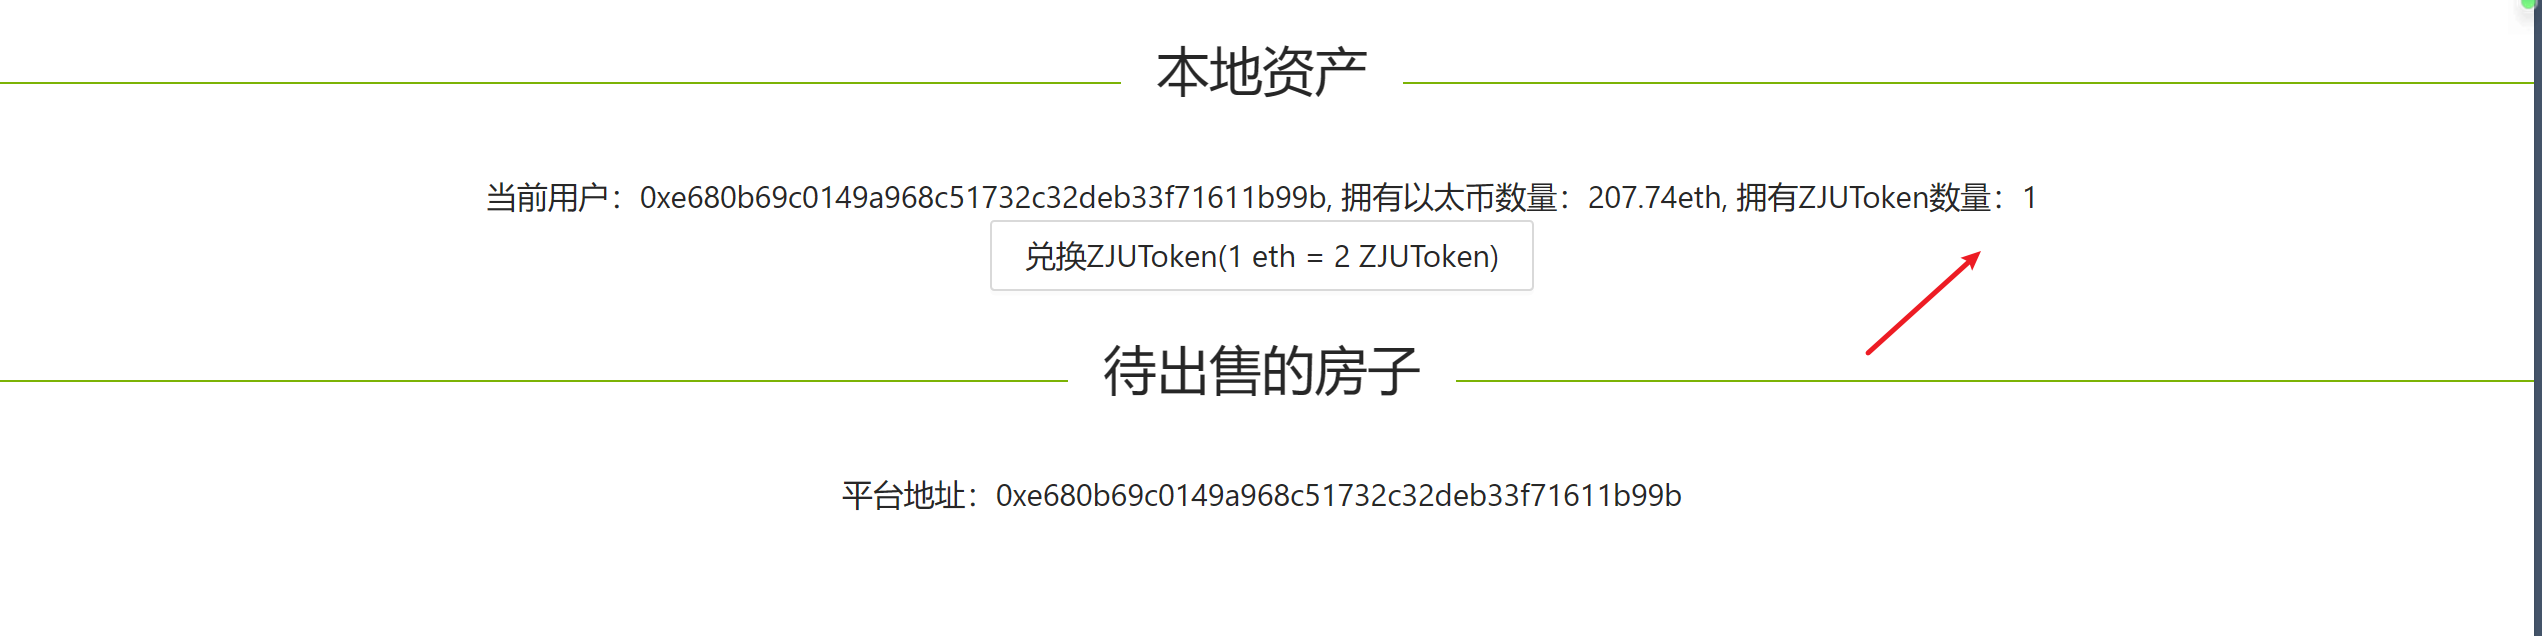 本地资产
当前用户：0xe680b69c0149a968c51732c32deb33f71611b99b, 拥有以太币数量：207.74eth, 拥有ZJUToken数量：1
兑换ZJUToken(1 eth = 2 ZJUToken)
待出售的房子
平台地址：0xe680b69c0149a968c51732c32deb33f71611b99b